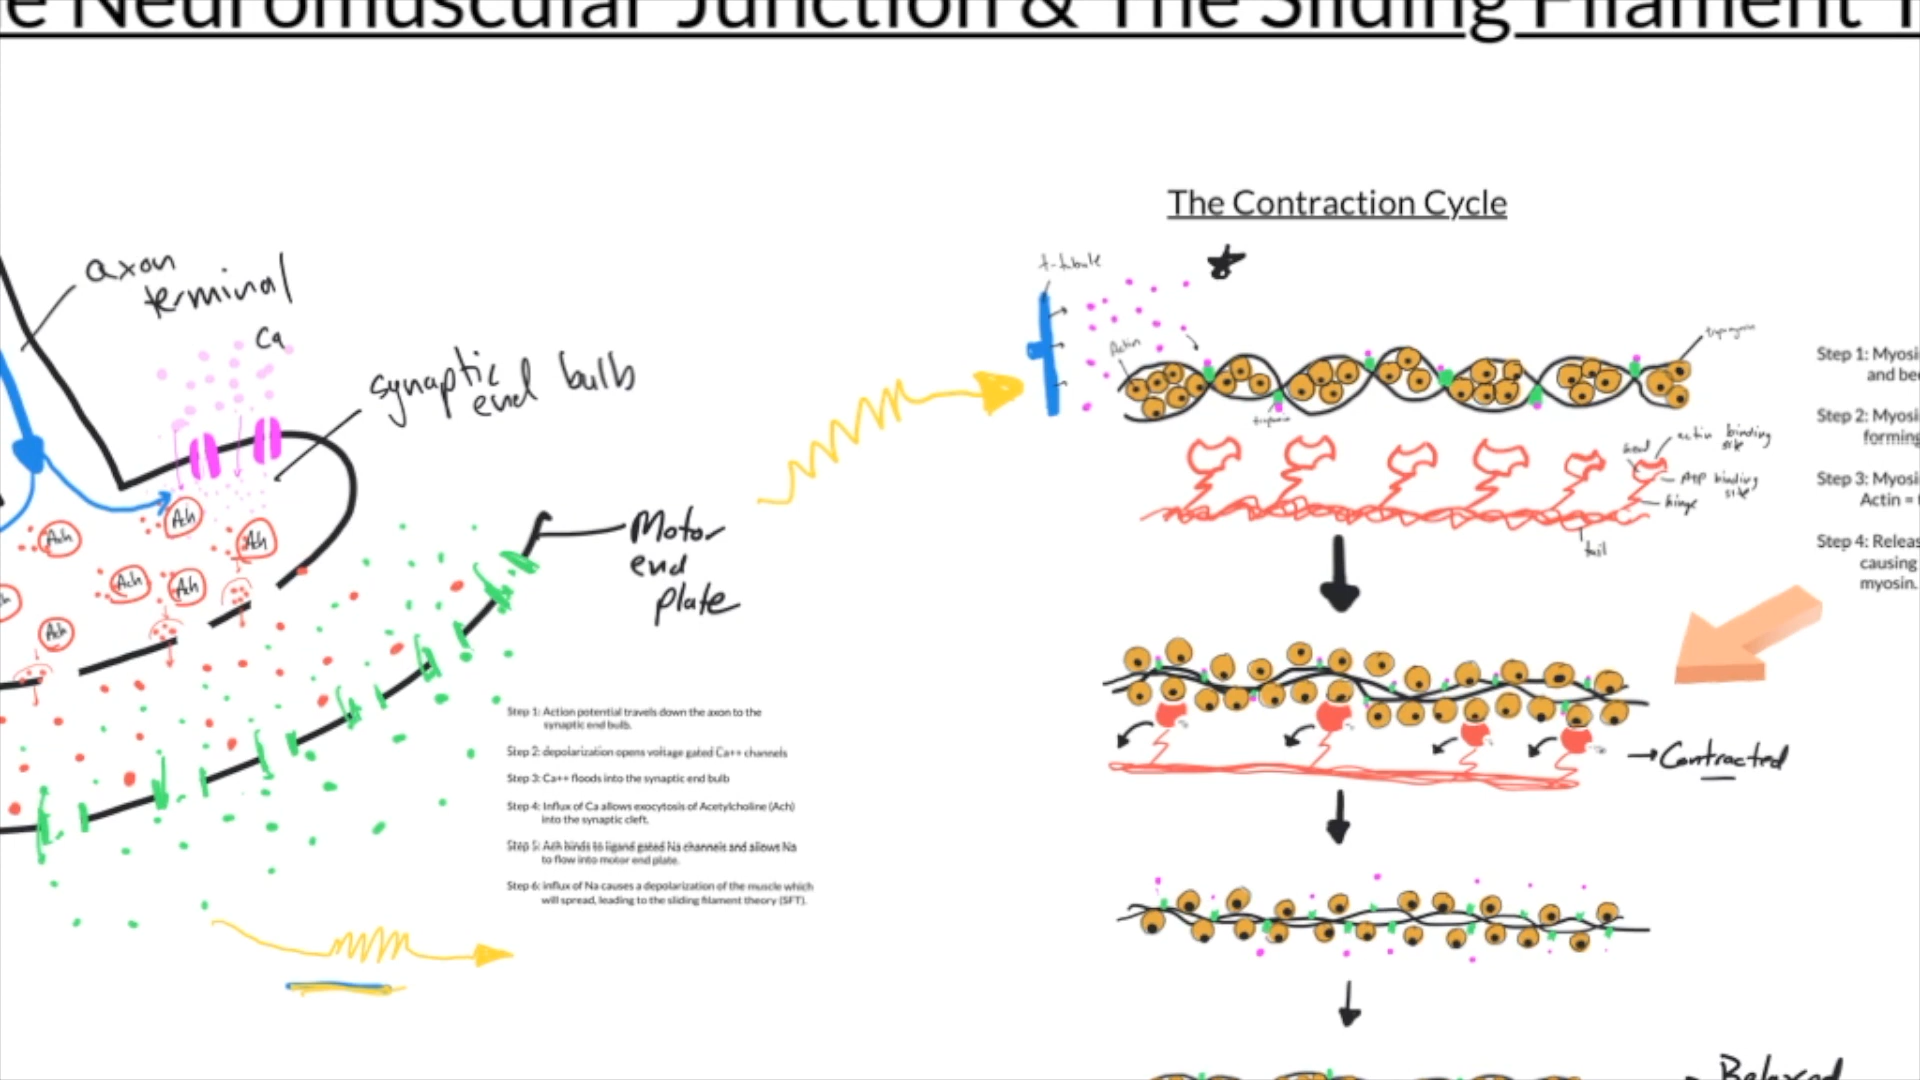 e Neuromuscular Junction & The Sliding Filament T
The Contraction Cycle
axon
terminal
Ca
synaptic
end bulb
Ach
Ach
Ach
Ach
Ach
Ach
Motor
end
plate
Step 1: Action potential travels down the axon to the
synaptic end bulb.
Step 2: depolarization opens voltage gated Ca++ channels
Step 3: Ca++ floods into the synaptic end bulb
Step 4: Influx of Ca allows exocytosis of Acetylcholine (Ach)
into the synaptic cleft.
Step 5: Ach binds to ligand gated Na channels and allows Na
to flow into motor end plate.
Step 6: influx of Na causes a depolarization of the muscle which
will spread, leading to the sliding filament theory (SFT).
t-tubule
Actin
head
actin binding
site
ATP binding
site
hinge
tail
Contracted
Relaxed
Step 1: Myosi
and be
Step 2: Myosi
forming
Step 3: Myosi
Actin =
Step 4: Releas
causing
myosin.